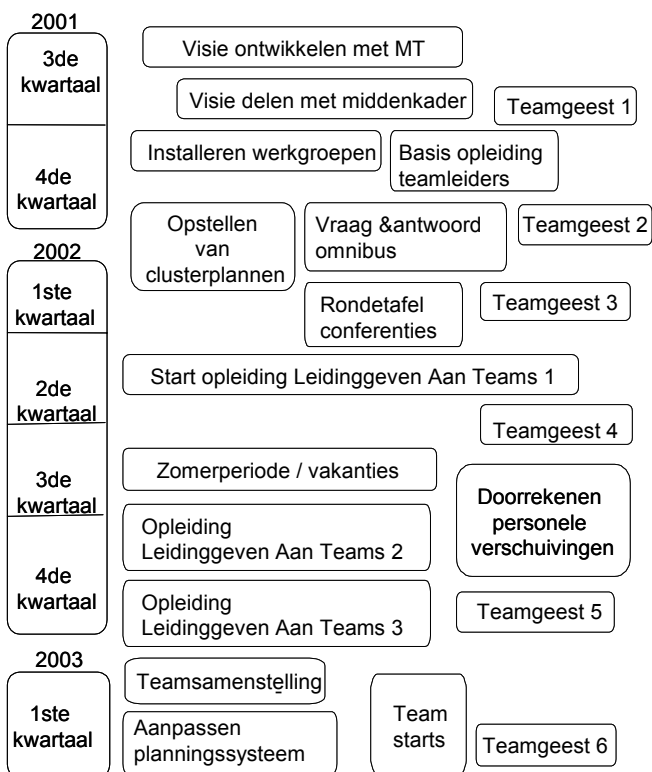 2001
3de
kwartaal
Visie ontwikkelen met MT
Visie delen met middenkader
Teamgeest 1
4de
kwartaal
Installeren werkgroepen
Basis opleiding
teamleiders
Opstellen
van
clusterplannen
Vraag &antwoord
omnibus
Teamgeest 2
2002
1ste
kwartaal
Rondetafel
conferenties
Teamgeest 3
2de
kwartaal
Start opleiding Leidinggeven Aan Teams 1
Teamgeest 4
3de
kwartaal
Zomerperiode / vakanties
Doorrekenen
personele
verschuivingen
Opleiding
Leidinggeven Aan Teams 2
4de
kwartaal
Opleiding
Leidinggeven Aan Teams 3
Teamgeest 5
2003
1ste
kwartaal
Teamsamenstelling
Aanpassen
planningssysteem
Team
starts
Teamgeest 6